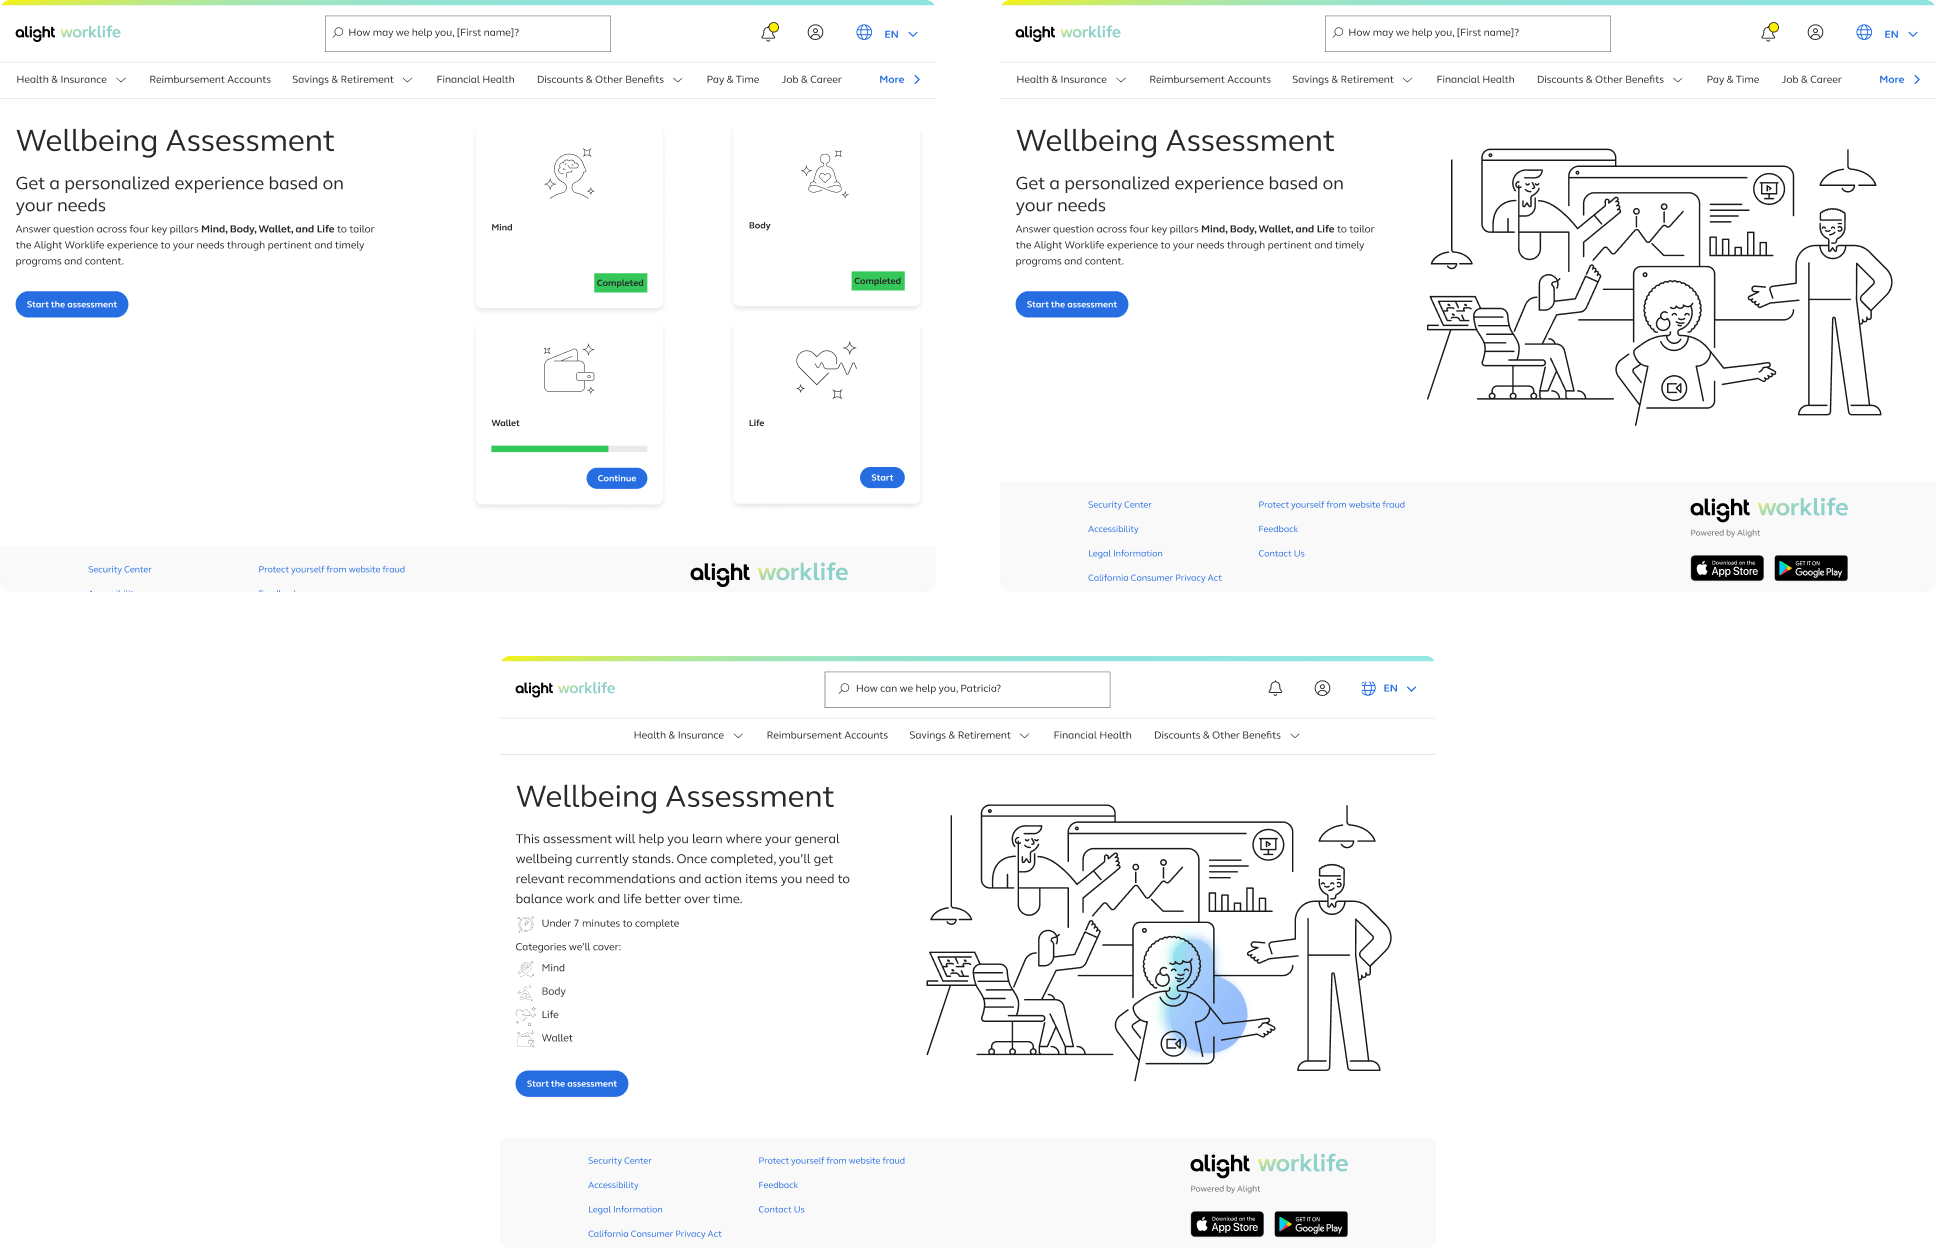 alight worklife
How may we help you, [First name]?
EN
Health & Insurance
Reimbursement Accounts
Savings & Retirement
Financial Health
Discounts & Other Benefits
Pay & Time
Job & Career
More
Wellbeing Assessment
Get a personalized experience based on
your needs
Answer question across four key pillars Mind, Body, Wallet, and Life to tailor
the Alight Worklife experience to your needs through pertinent and timely
programs and content.
Start the assessment
Mind
Completed
Body
Completed
Wallet
Continue
Life
Start
Security Center
Protect yourself from website fraud
alight worklife
alight worklife
How may we help you, [First name]?
EN
Health & Insurance
Reimbursement Accounts
Savings & Retirement
Financial Health
Discounts & Other Benefits
Pay & Time
Job & Career
More
Wellbeing Assessment
Get a personalized experience based on
your needs
Answer question across four key pillars Mind, Body, Wallet, and Life to tailor
the Alight Worklife experience to your needs through pertinent and timely
programs and content.
Start the assessment
Security Center
Accessibility
Legal Information
California Consumer Privacy Act
Protect yourself from website fraud
Feedback
Contact Us
alight worklife
Powered by Alight
Download on the
App Store
GET IT ON
Google Play
alight worklife
How can we help you, Patricia?
EN
Health & Insurance
Reimbursement Accounts
Savings & Retirement
Financial Health
Discounts & Other Benefits
Wellbeing Assessment
This assessment will help you learn where your general
wellbeing currently stands. Once completed, you'll get
relevant recommendations and action items you need to
balance work and life better over time.
Under 7 minutes to complete
Categories we'll cover:
Mind
Body
Life
Wallet
Start the assessment
Security Center
Accessibility
Legal Information
California Consumer Privacy Act
Protect yourself from website fraud
Feedback
Contact Us
alight worklife
Powered by Alight
Download on the
App Store
GET IT ON
Google Play